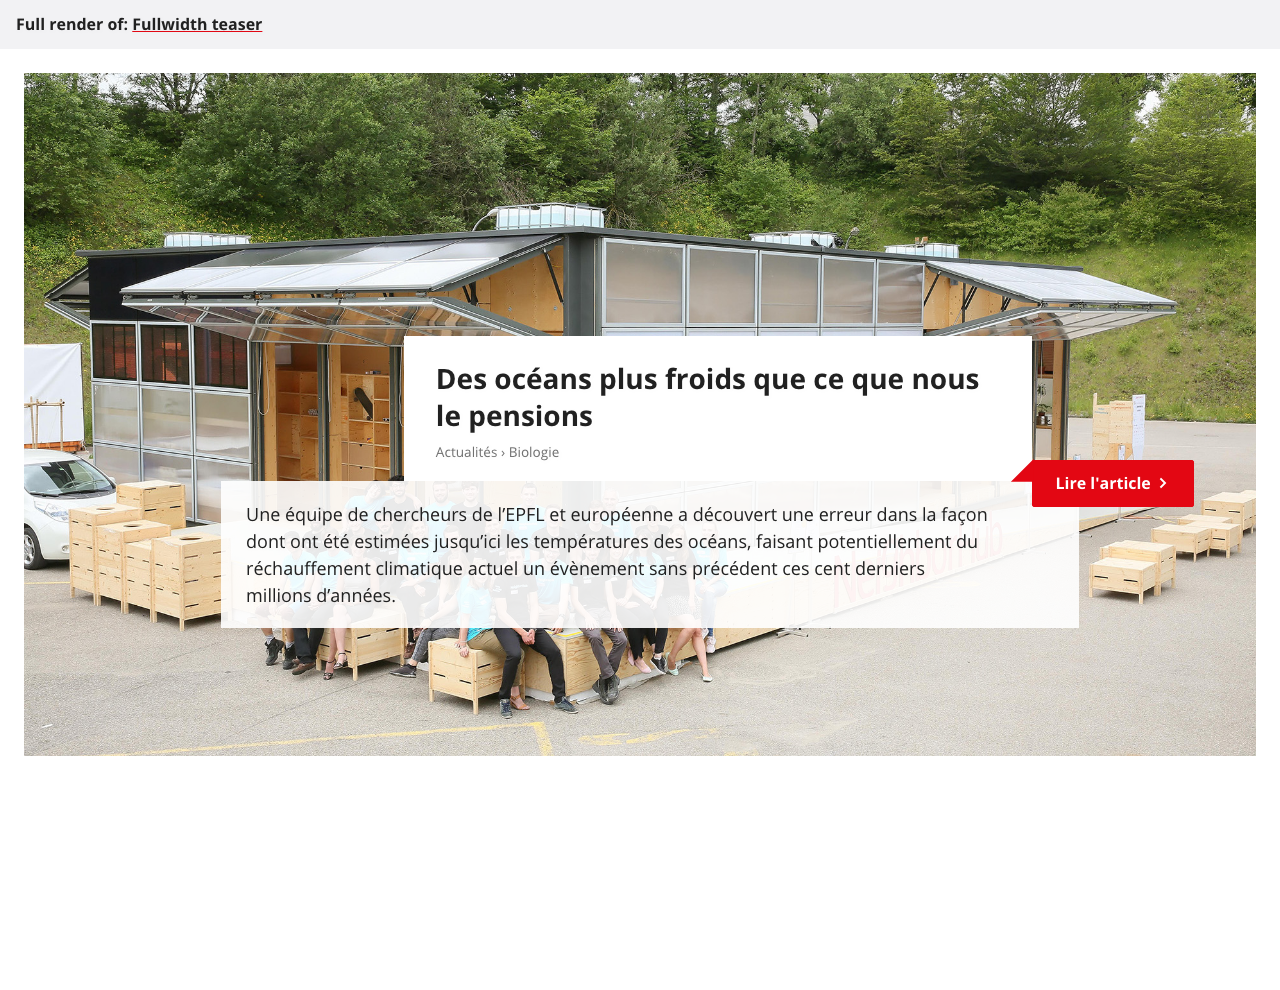 Full render of: Fullwidth teaser
Des océans plus froids que ce que nous
le pensions
Actualités › Biologie
Lire l'article
Une équipe de chercheurs de l’EPFL et européenne a découvert une erreur dans la façon
dont ont été estimées jusqu’ici les températures des océans, faisant potentiellement du
réchauffement climatique actuel un évènement sans précédent ces cent derniers
millions d’années.